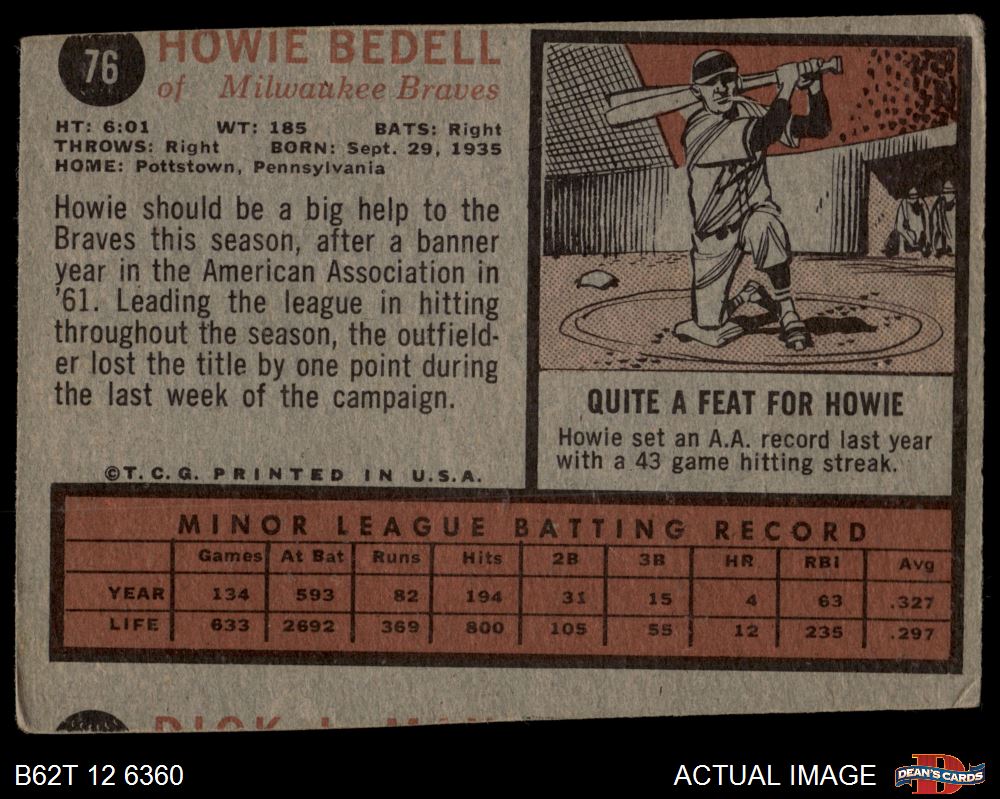 76
HOWIE BEDELL
of Milwaukee Braves
HT: 6:01 WT: 185 BATS: Right
THROWS: Right BORN: Sept. 29, 1935
HOME: Pottstown, Pennsylvania
Howie should be a big help to the
Braves this season, after a banner
year in the American Association in
'61. Leading the league in hitting
throughout the season, the outfield-
er lost the title by one point during
the last week of the campaign.
©T.C.G. PRINTED IN U.S.A.
QUITE A FEAT FOR HOWIE
Howie set an A.A. record last year
with a 43 game hitting streak.
MINOR LEAGUE BATTING RECORD
Games At Bat Runs Hits 2B 3B HR RBI Avg
YEAR 134 593 82 194 31 15 4 63 .327
LIFE 633 2692 369 800 105 55 12 235 .297
B62T 12 6360
ACTUAL IMAGE
DEAN'S CARDS